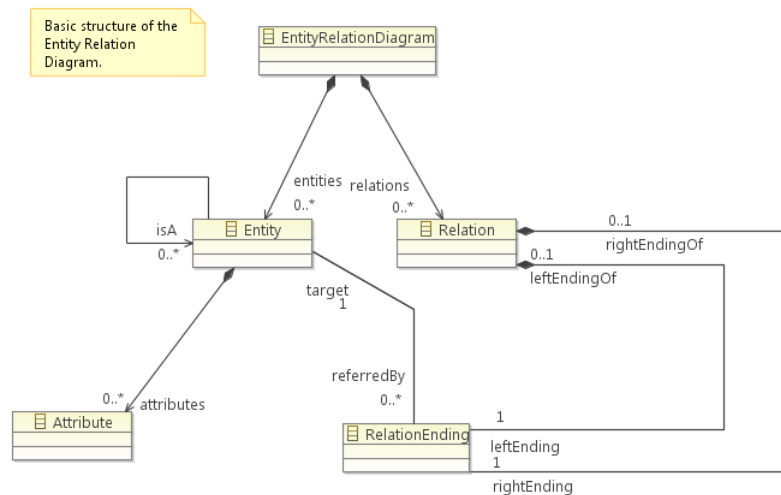 Basic structure of the
Entity Relation
Diagram.
EntityRelationDiagram
entities
relations
0..*
0..*
isA
0..*
Entity
Relation
0..1
rightEndingOf
0..1
leftEndingOf
target
1
referredBy
0..*
0..*
attributes
Attribute
RelationEnding
1
leftEnding
1
rightEnding